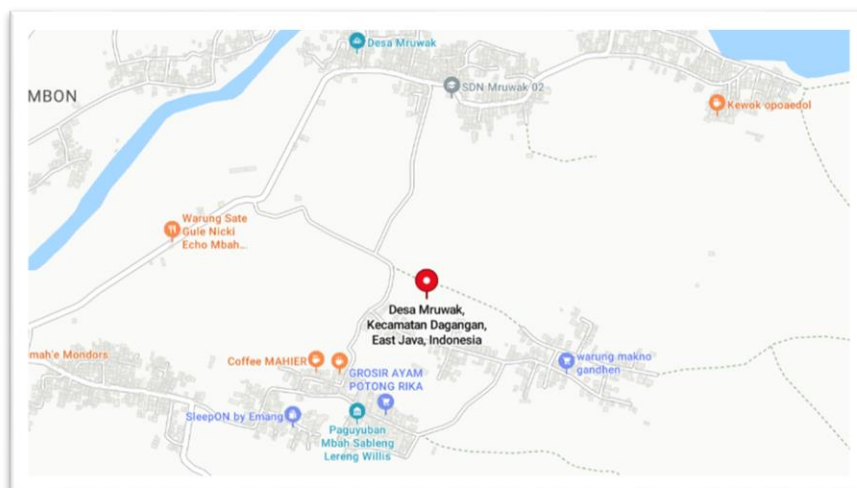 Desa Mruwak
SDN Mruwak 02
MBON
Kewok opoaedol
Warung Sate
Gule Nicki
Echo Mbah...
Desa Mruwak,
Kecamatan Dagangan,
East Java, Indonesia
mah'e Mondors
Coffee MAHIER
warung makno
gandhen
GROSIR AYAM
POTONG RIKA
SleepON by Emang
Paguyuban
Mbah Sableng
Lereng Willis